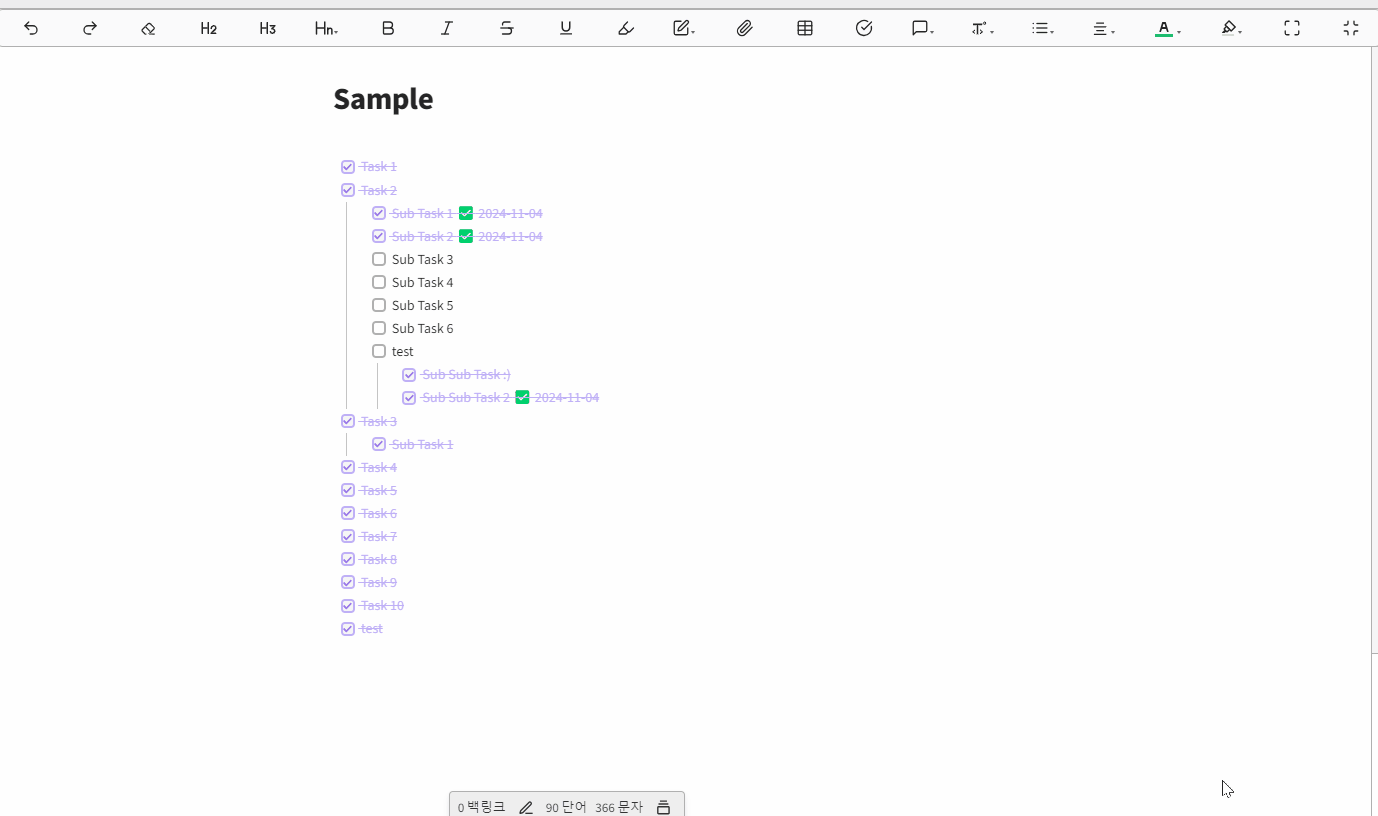 H2 H3 Hn B I S U A
Sample
Task 1
Task 2
Sub Task 1 ✅ 2024-11-04
Sub Task 2 ✅ 2024-11-04
Sub Task 3
Sub Task 4
Sub Task 5
Sub Task 6
test
Sub Sub Task :)
Sub Sub Task 2 ✅ 2024-11-04
Task 3
Sub Task 1
Task 4
Task 5
Task 6
Task 7
Task 8
Task 9
Task 10
test
0 백링크 90 단어 366 문자